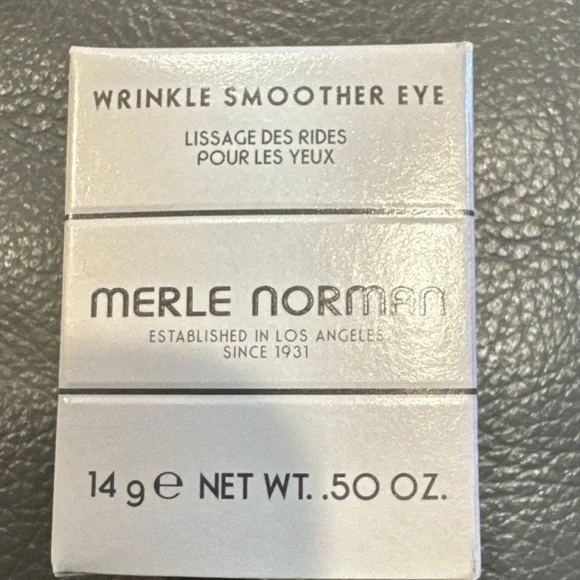 WRINKLE SMOOTHER EYE
LISSAGE DES RIDES
POUR LES YEUX
MERLE NORMAN
ESTABLISHED IN LOS ANGELES
SINCE 1931
14 g ℮ NET WT. .50 OZ.